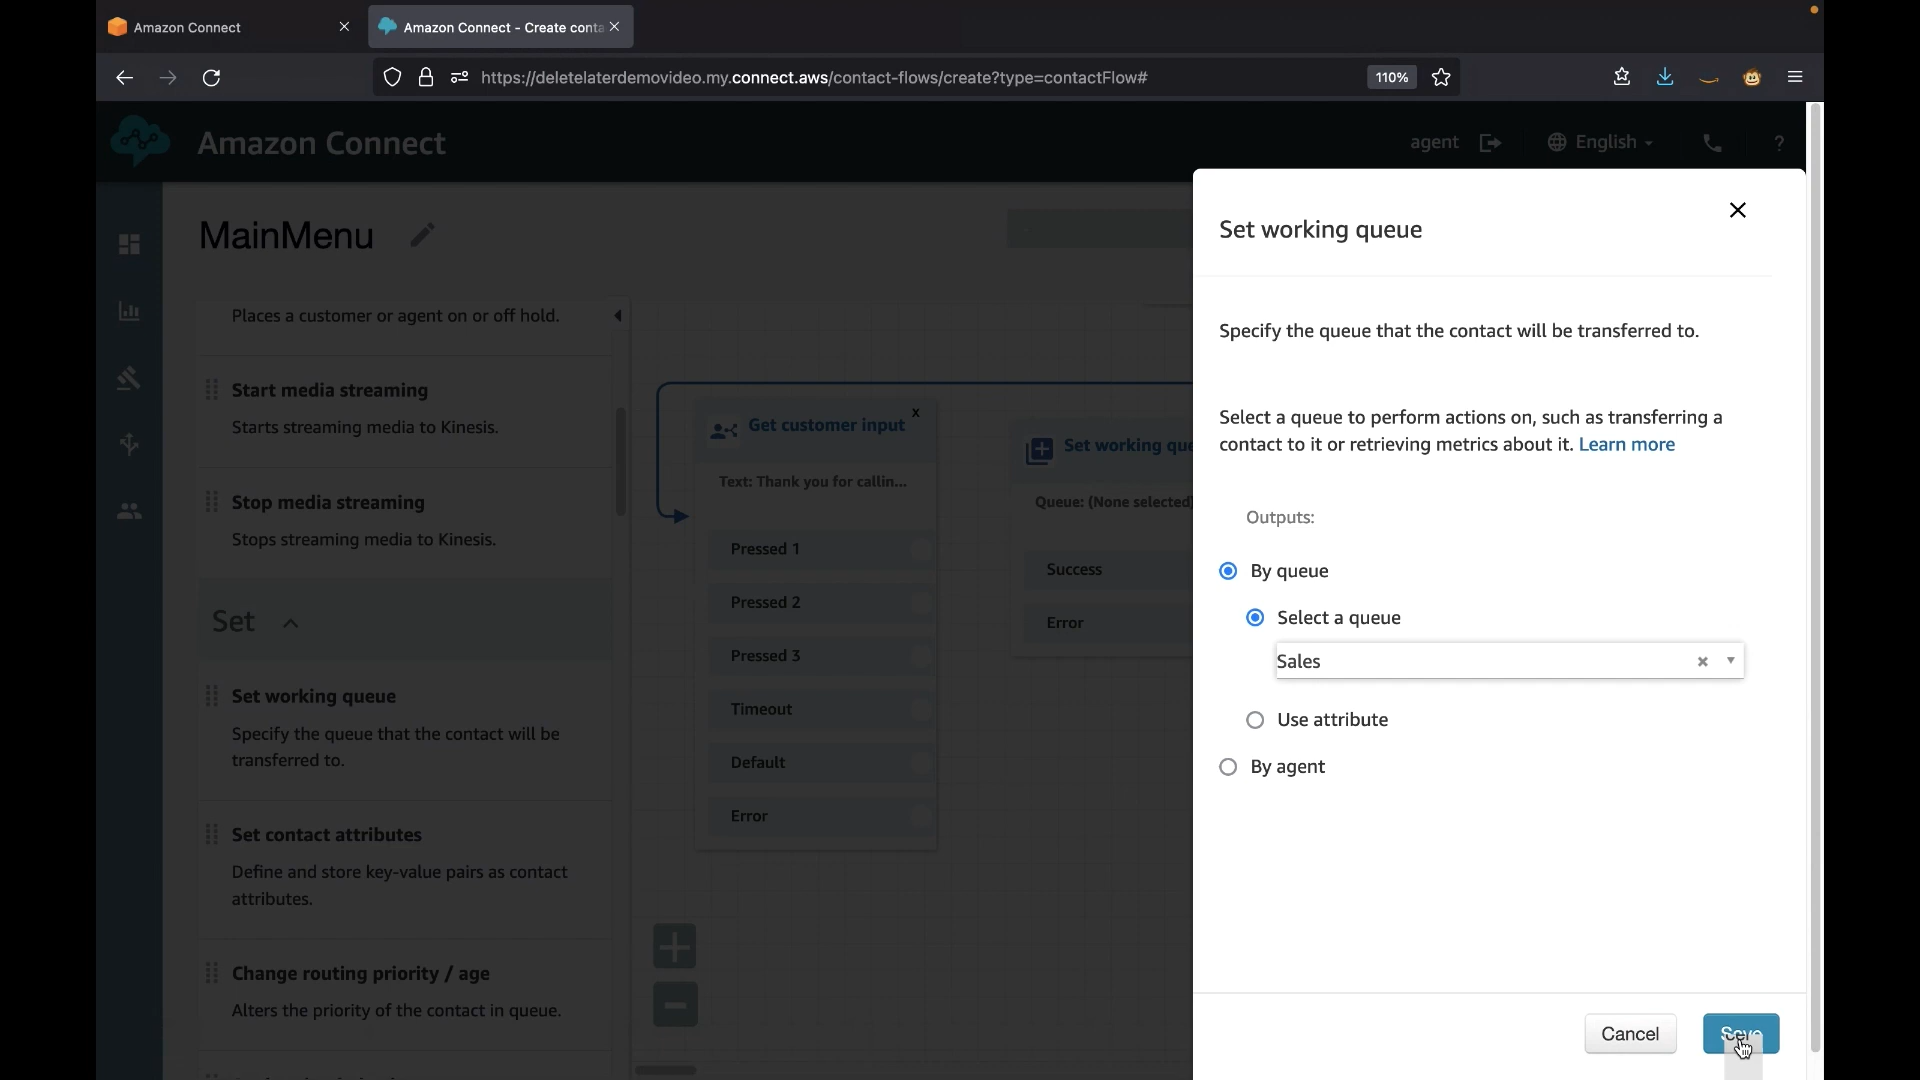 Amazon Connect
Amazon Connect - Create conta
https://deletelaterdemovideo.my.connect.aws/contact-flows/create?type=contactFlow#
110%
Amazon Connect
agent
English
?
MainMenu
Places a customer or agent on or off hold.
Start media streaming
Starts streaming media to Kinesis.
Stop media streaming
Stops streaming media to Kinesis.
Set
Set working queue
Specify the queue that the contact will be
transferred to.
Set contact attributes
Define and store key-value pairs as contact
attributes.
Change routing priority / age
Alters the priority of the contact in queue.
Get customer input
x
Text: Thank you for callin...
Pressed 1
Pressed 2
Pressed 3
Timeout
Default
Error
Set working que
Queue: (None selected)
Success
Error
Set working queue
Specify the queue that the contact will be transferred to.
Select a queue to perform actions on, such as transferring a
contact to it or retrieving metrics about it. Learn more
Outputs:
By queue
Select a queue
Sales
Use attribute
By agent
Cancel
Save